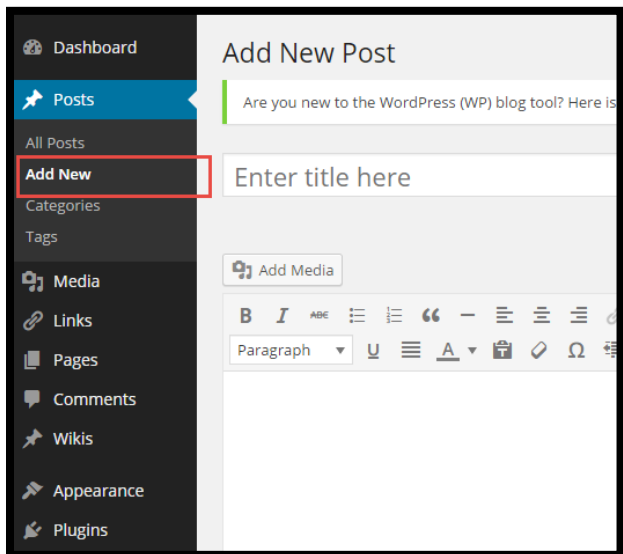 Dashboard
Posts
All Posts
Add New
Categories
Tags
Media
Links
Pages
Comments
Wikis
Appearance
Plugins
Add New Post
Are you new to the WordPress (WP) blog tool? Here is
Enter title here
Add Media
B I ABC
Paragraph U A Ω